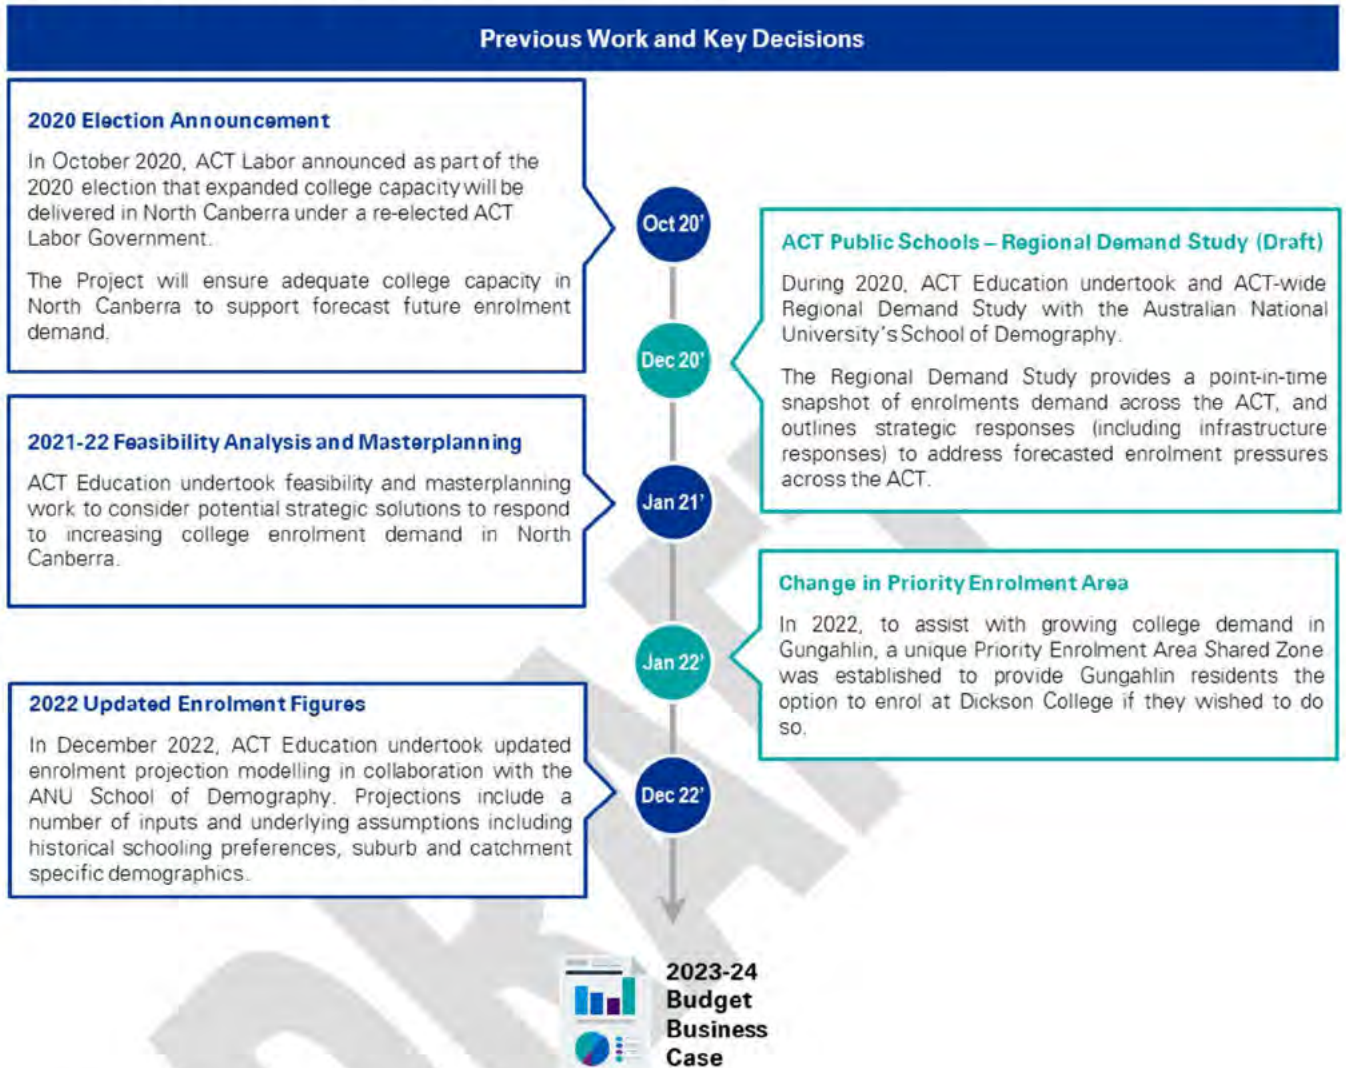 Previous Work and Key Decisions
2020 Election Announcement
In October 2020, ACT Labor announced as part of the
2020 election that expanded college capacity will be
delivered in North Canberra under a re-elected ACT
Labor Government.
The Project will ensure adequate college capacity in
North Canberra to support forecast future enrolment
demand.
Oct 20'
ACT Public Schools – Regional Demand Study (Draft)
During 2020, ACT Education undertook and ACT-wide
Regional Demand Study with the Australian National
University's School of Demography.
The Regional Demand Study provides a point-in-time
snapshot of enrolments demand across the ACT, and
outlines strategic responses (including infrastructure
responses) to address forecasted enrolment pressures
across the ACT.
Dec 20'
2021-22 Feasibility Analysis and Masterplanning
ACT Education undertook feasibility and masterplanning
work to consider potential strategic solutions to respond
to increasing college enrolment demand in North
Canberra.
Jan 21'
Change in Priority Enrolment Area
In 2022, to assist with growing college demand in
Gungahlin, a unique Priority Enrolment Area Shared Zone
was established to provide Gungahlin residents the
option to enrol at Dickson College if they wished to do
so.
Jan 22'
2022 Updated Enrolment Figures
In December 2022, ACT Education undertook updated
enrolment projection modelling in collaboration with the
ANU School of Demography. Projections include a
number of inputs and underlying assumptions including
historical schooling preferences, suburb and catchment
specific demographics.
Dec 22'
2023-24
Budget
Business
Case
DRAFT